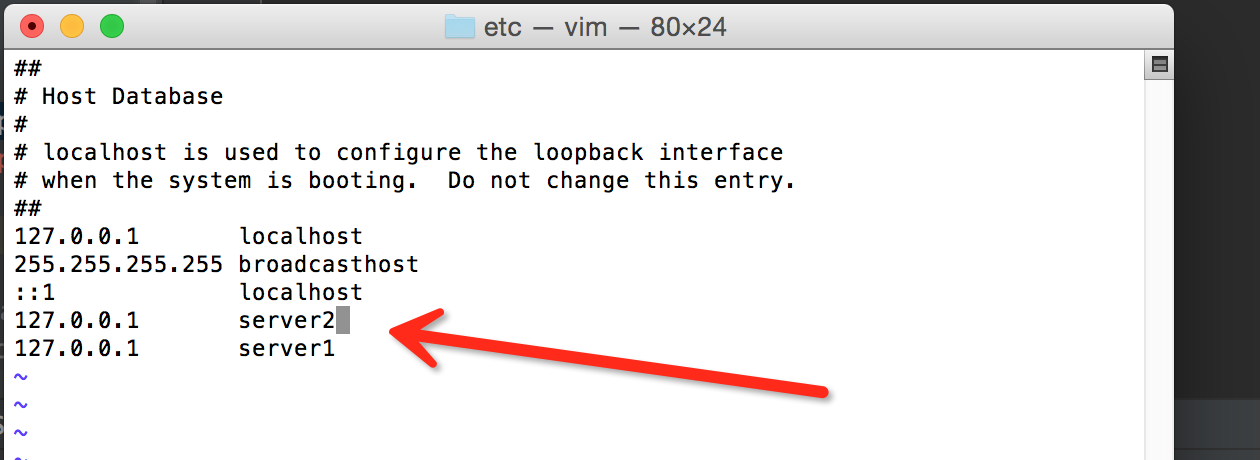 etc — vim — 80×24
##
# Host Database
#
# localhost is used to configure the loopback interface
# when the system is booting.  Do not change this entry.
##
127.0.0.1       localhost
255.255.255.255 broadcasthost
::1             localhost
127.0.0.1       server2
127.0.0.1       server1
~
~
~
~